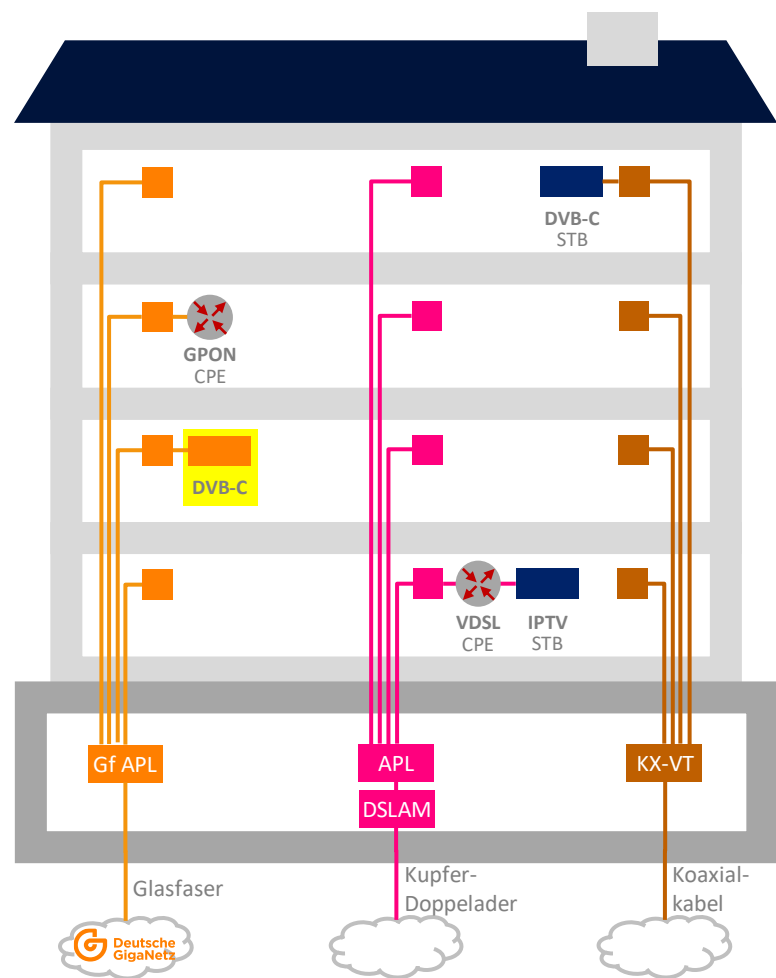 DVB-C
STB
GPON
CPE
DVB-C
VDSL
CPE
IPTV
STB
Gf APL
APL
KX-VT
DSLAM
Glasfaser
Kupfer-
Doppelader
Koaxial-
kabel
Deutsche
GigaNetz